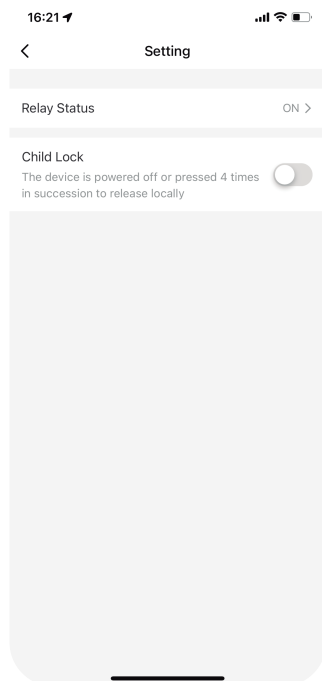 16:21
Setting
Relay Status ON
Child Lock
The device is powered off or pressed 4 times
in succession to release locally